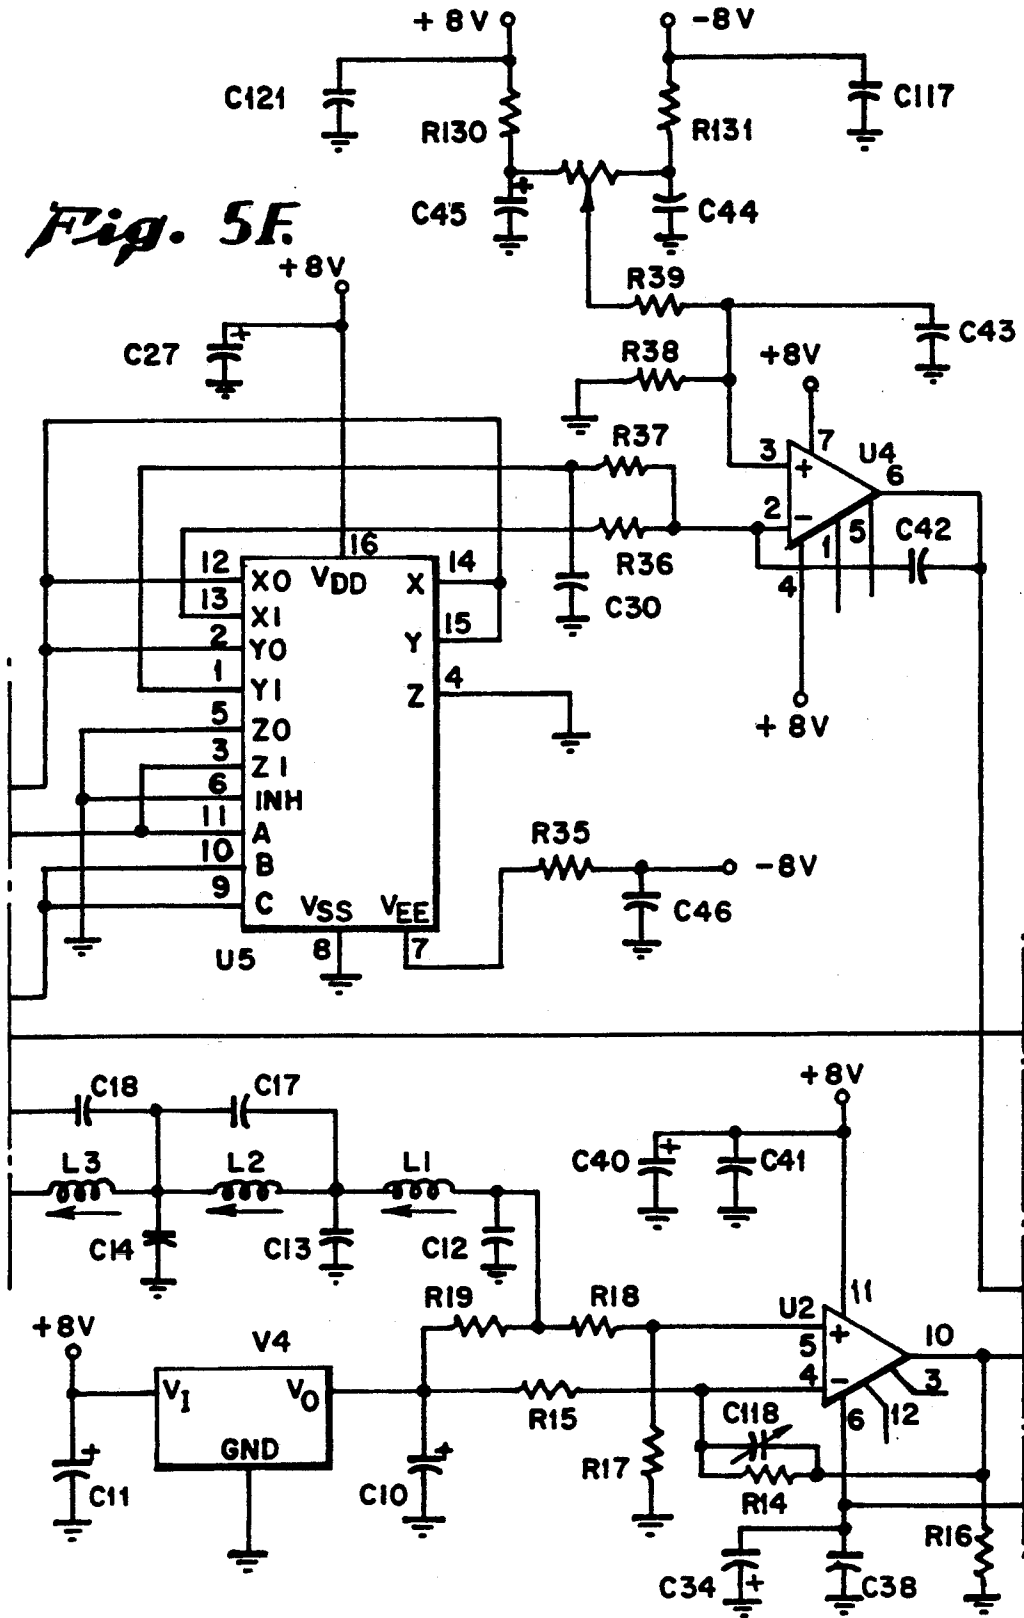 +8V -8V
C121 R130 R131 C117
+
C45 C44
Fig. 5F.
+8V R39
+
C27 R38 +8V C43
R37 3 7 U4
+ 6
2 - 5 C42
16 R36 1
12 14
X0 VDD X 4
13 C30
X1 15
2
Y0 Y
1 4
Y1 Z
5
Z0 +8V
3
Z1
6
INH
11 R35
A
10 -8V
B
9
C VSS VEE C46
8 7
U5
C18 C17 +8V
+
L3 L2 L1 C40 C41
C14 C13 C12
R19 R18 U2 11
+8V V4 + 10
5
VI VO 4 - 3
R15 C118 6 12
GND
+ +
C11 C10 R17 R14
R16
C34 + C38